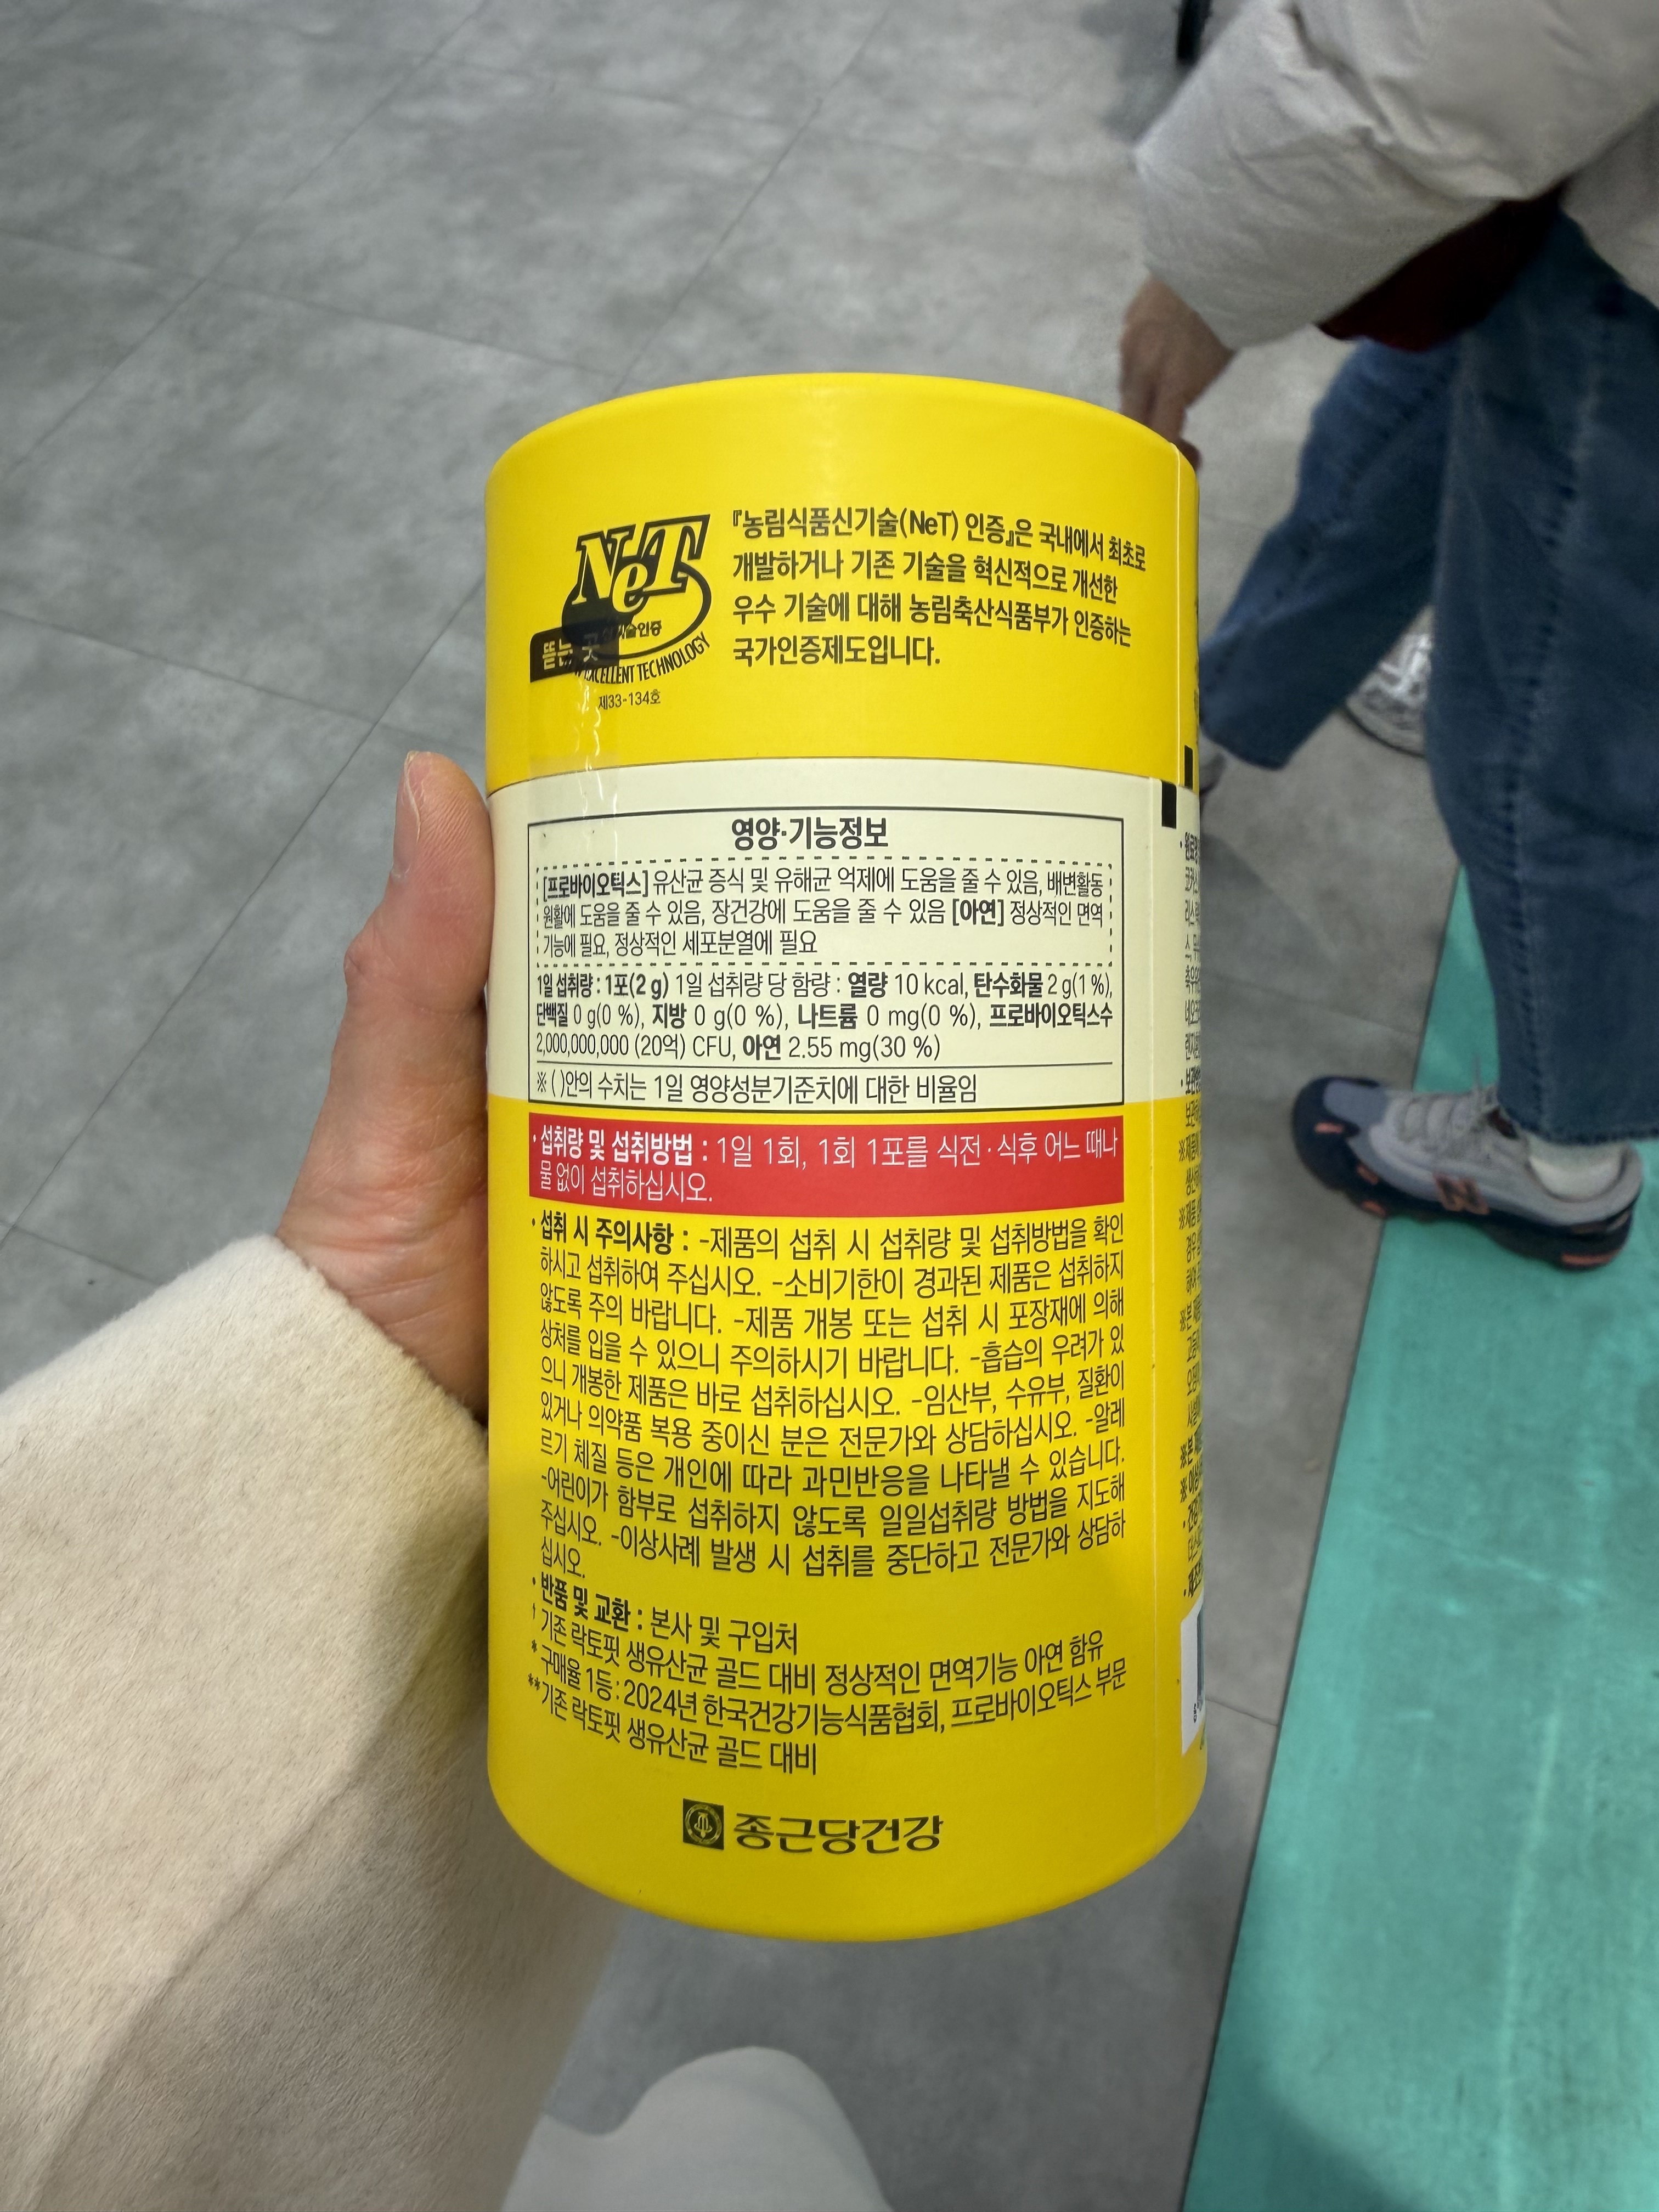 NeT
『농림식품신기술(NeT) 인증』은 국내에서 최초로
개발하거나 기존 기술을 혁신적으로 개선한
우수 기술에 대해 농림축산식품부가 인증하는
국가인증제도입니다.
뜯는 곳
EXCELLENT TECHNOLOGY
제33-134호
영양·기능정보
[프로바이오틱스] 유산균 증식 및 유해균 억제에 도움을 줄 수 있음, 배변활동
원활에 도움을 줄 수 있음, 장건강에 도움을 줄 수 있음 [아연] 정상적인 면역
기능에 필요, 정상적인 세포분열에 필요
1일 섭취량 : 1포(2 g) 1일 섭취량 당 함량 : 열량 10 kcal, 탄수화물 2 g(1 %),
단백질 0 g(0 %), 지방 0 g(0 %), 나트륨 0 mg(0 %), 프로바이오틱스수
2,000,000,000 (20억) CFU, 아연 2.55 mg(30 %)
※ ( )안의 수치는 1일 영양성분기준치에 대한 비율임
· 섭취량 및 섭취방법 : 1일 1회, 1회 1포를 식전·식후 어느 때나
물 없이 섭취하십시오.
· 섭취 시 주의사항 : -제품의 섭취 시 섭취량 및 섭취방법을 확인
하시고 섭취하여 주십시오. -소비기한이 경과된 제품은 섭취하지
않도록 주의 바랍니다. -제품 개봉 또는 섭취 시 포장재에 의해
상처를 입을 수 있으니 주의하시기 바랍니다. -흡습의 우려가 있
으니 개봉한 제품은 바로 섭취하십시오. -임산부, 수유부, 질환이
있거나 의약품 복용 중이신 분은 전문가와 상담하십시오. -알레
르기 체질 등은 개인에 따라 과민반응을 나타낼 수 있습니다.
-어린이가 함부로 섭취하지 않도록 일일섭취량 방법을 지도해
주십시오. -이상사례 발생 시 섭취를 중단하고 전문가와 상담하
십시오.
· 반품 및 교환 : 본사 및 구입처
† 기존 락토핏 생유산균 골드 대비 정상적인 면역기능 아연 함유
* 구매율 1등 : 2024년 한국건강기능식품협회, 프로바이오틱스 부문
**기존 락토핏 생유산균 골드 대비
종근당건강